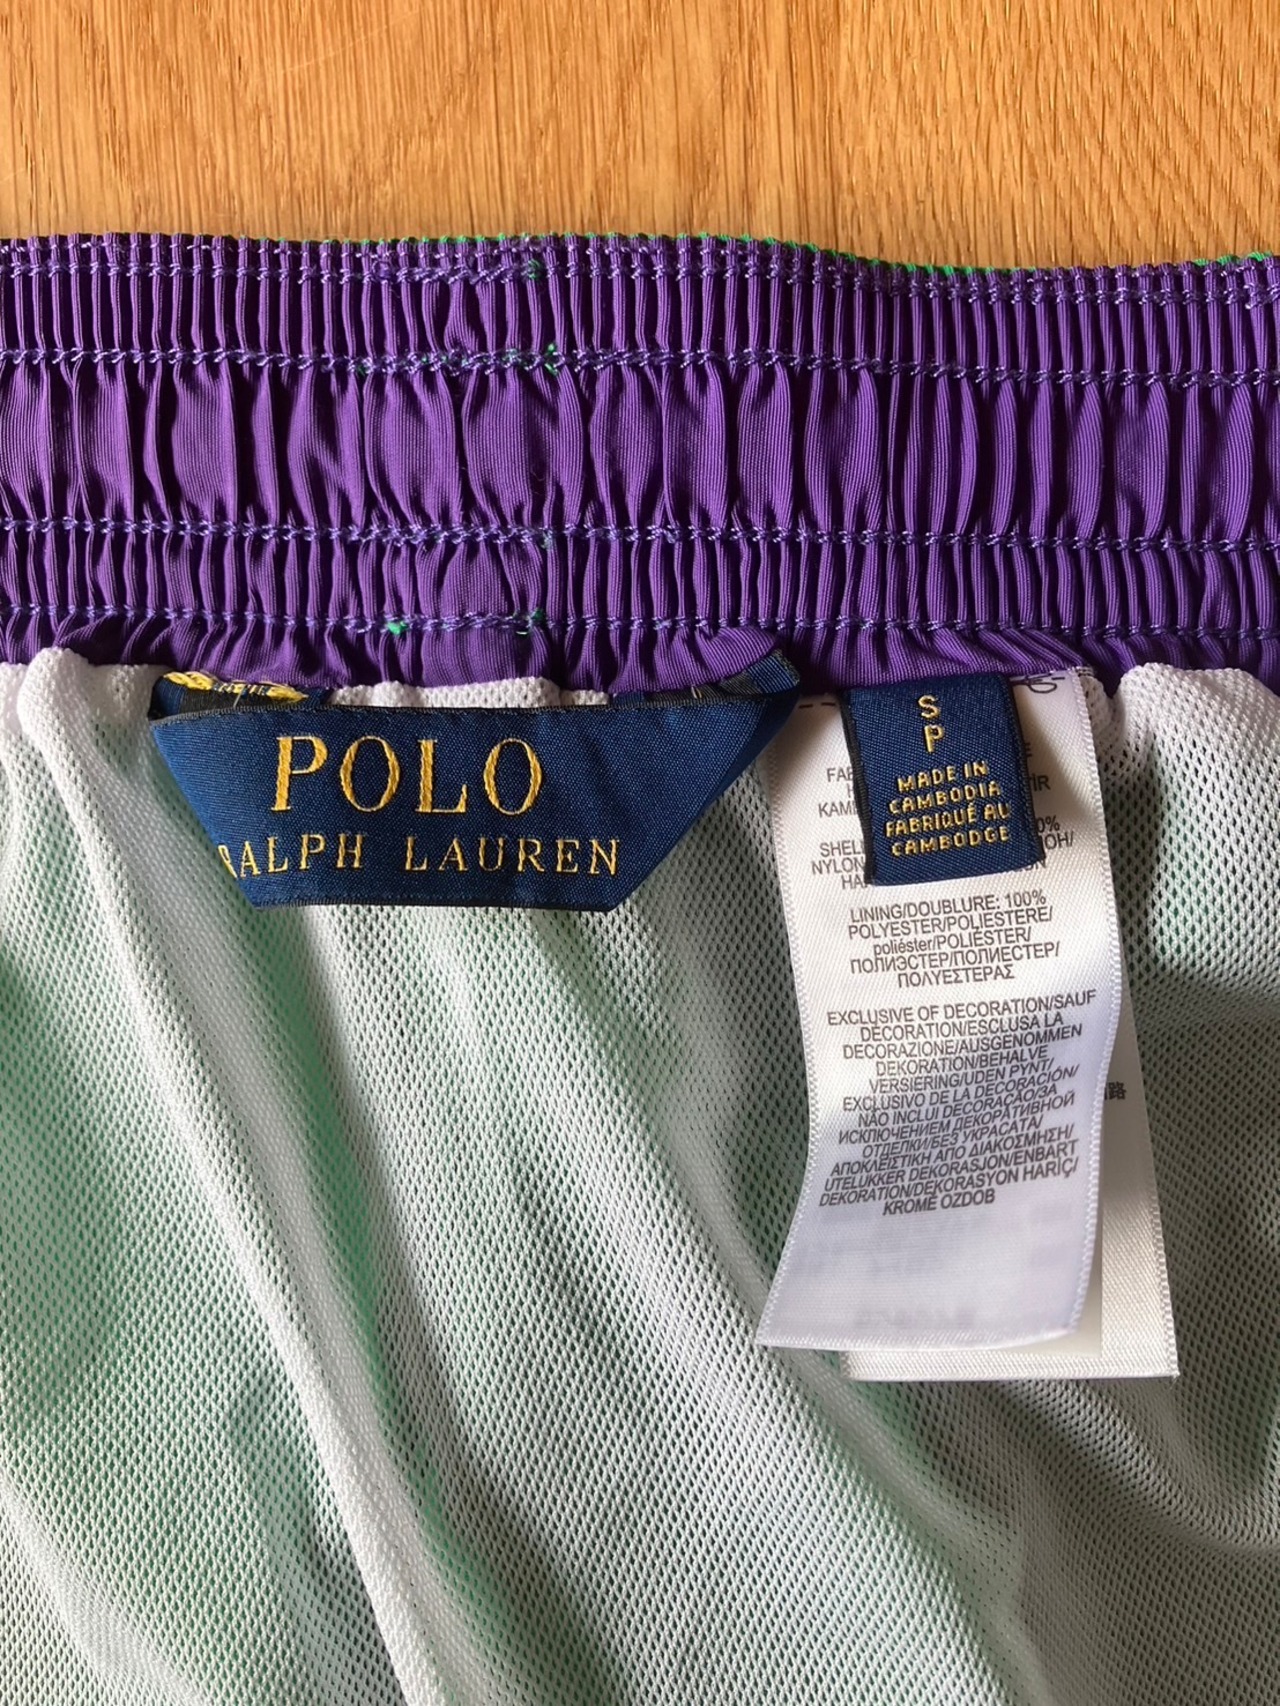 POLO
RALPH LAUREN
S
P
MADE IN
CAMBODIA
FABRIQUÉ AU
CAMBODGE
LINING/DOUBLURE: 100%
POLYESTER/POLIESTERE/
poliéster/POLIÉSTER/
ПОЛИЭСТЕР/ПОЛИЕСТЕР/
ΠΟΛΥΕΣΤΕΡΑΣ
EXCLUSIVE OF DECORATION/SAUF
DÉCORATION/ESCLUSA LA
DECORAZIONE/AUSGENOMMEN
DEKORATION/BEHALVE
VERSIERING/UDEN PYNT/
EXCLUSIVO DE LA DECORACIÓN/
NÃO INCLUI DECORAÇÃO/ЗА
ИСКЛЮЧЕНИЕМ ДЕКОРАТИВНОЙ
ОТДЕЛКИ/БЕЗ УКРАСАТА/
ΑΠΟΚΛΕΙΣΤΙΚΗ ΑΠΟ ΔΙΑΚΟΣΜΗΣΗ/
UTELUKKER DEKORASJON/ENBART
DEKORATION/DEKORASYON HARİÇ/
KROMĚ OZDOB